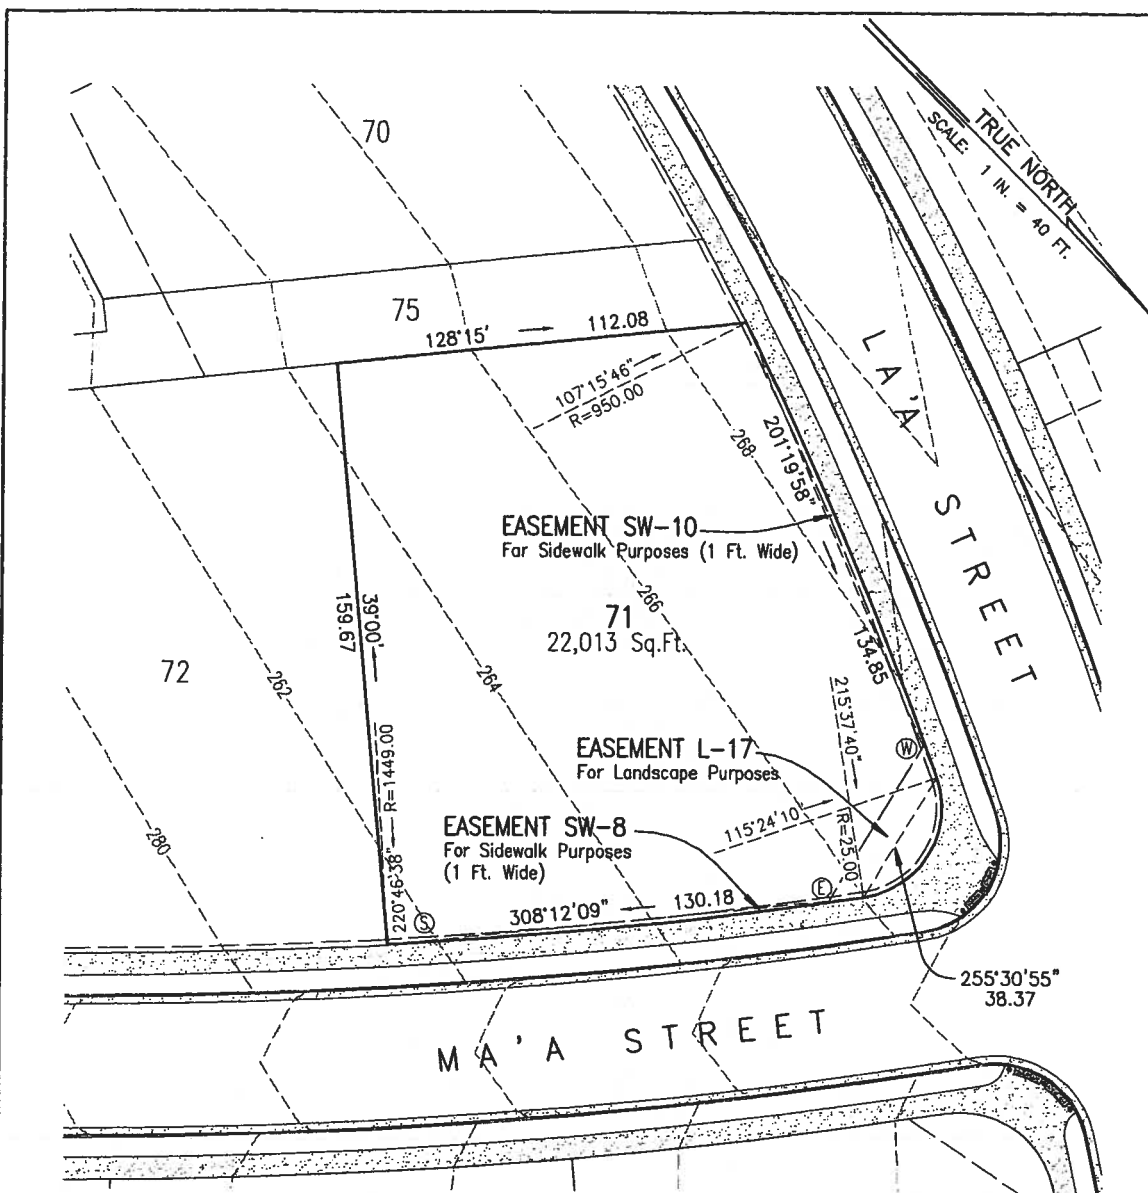 70
TRUE NORTH
SCALE: 1 IN. = 40 FT.
75
128°15'
112.08
107°15'46"
R=950.00
LA'A STREET
268
201°19'58"
EASEMENT SW-10
For Sidewalk Purposes (1 Ft. Wide)
39°00'
159.67
266
71
22,013 Sq.Ft.
134.85
72
262
264
215°37'40"
R=25.00
W
EASEMENT L-17
For Landscape Purposes
R=1449.00
220°46'38"
280
EASEMENT SW-8
For Sidewalk Purposes
(1 Ft. Wide)
115°24'10"
E
S
308°12'09"
130.18
255°30'55"
38.37
MA'A STREET